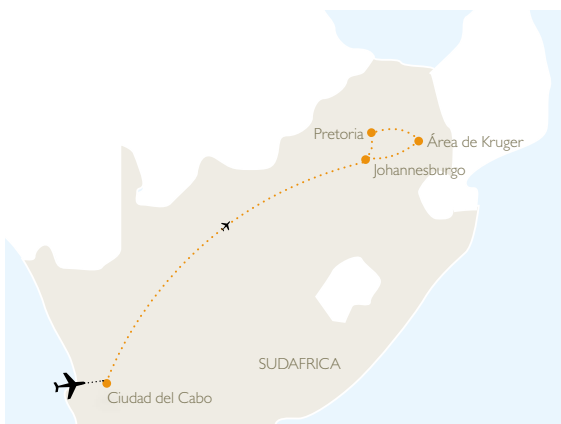 Pretoria
Área de Kruger
Johannesburgo
SUDAFRICA
Ciudad del Cabo